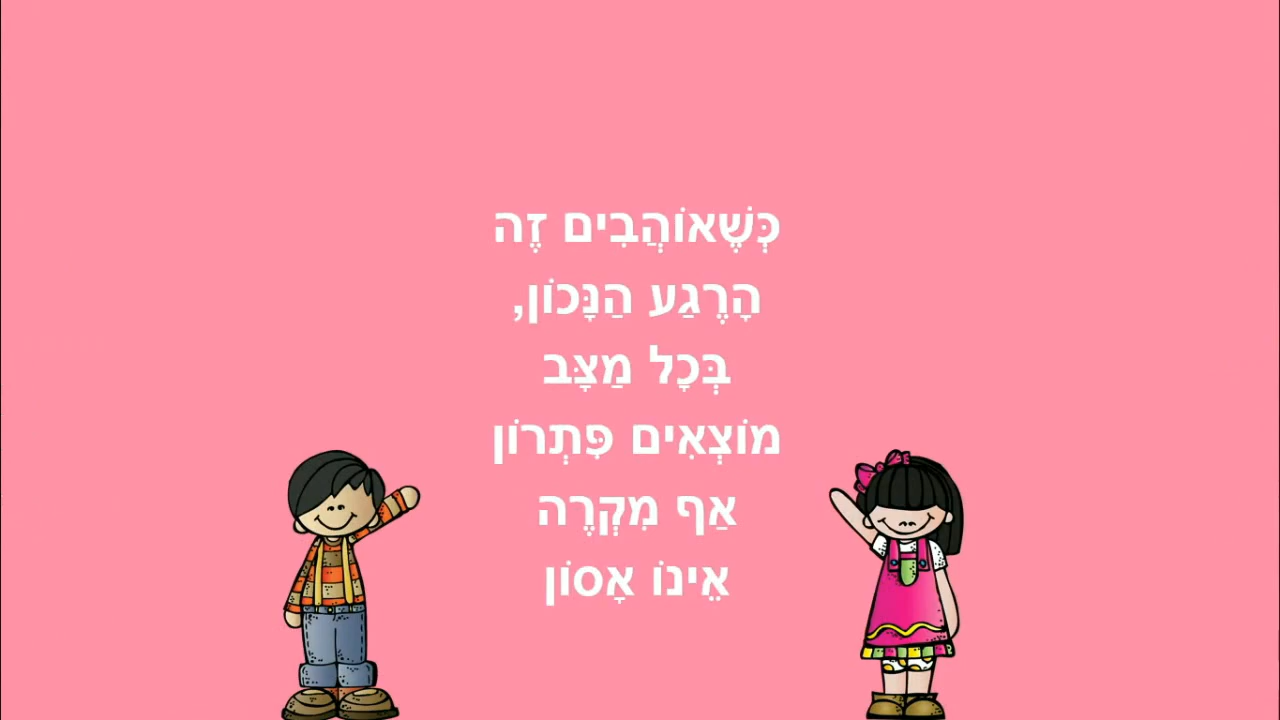 כְּשֶׁאוֹהֲבִים זֶה
הָרֶגַע הַנָּכוֹן,
בְּכָל מַצָּב
מוֹצְאִים פִּתְרוֹן
אַף מִקְרֶה
אֵינוֹ אָסוֹן